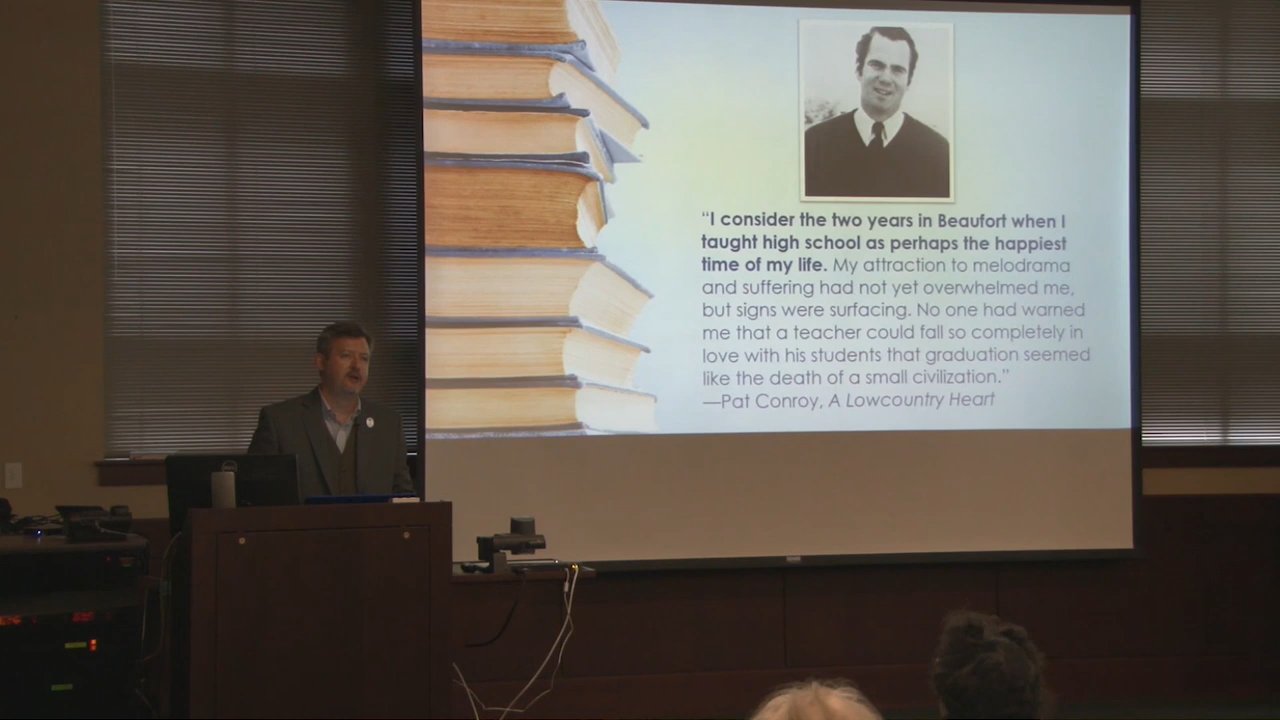 “I consider the two years in Beaufort when I
taught high school as perhaps the happiest
time of my life. My attraction to melodrama
and suffering had not yet overwhelmed me,
but signs were surfacing. No one had warned
me that a teacher could fall so completely in
love with his students that graduation seemed
like the death of a small civilization.”
—Pat Conroy, A Lowcountry Heart